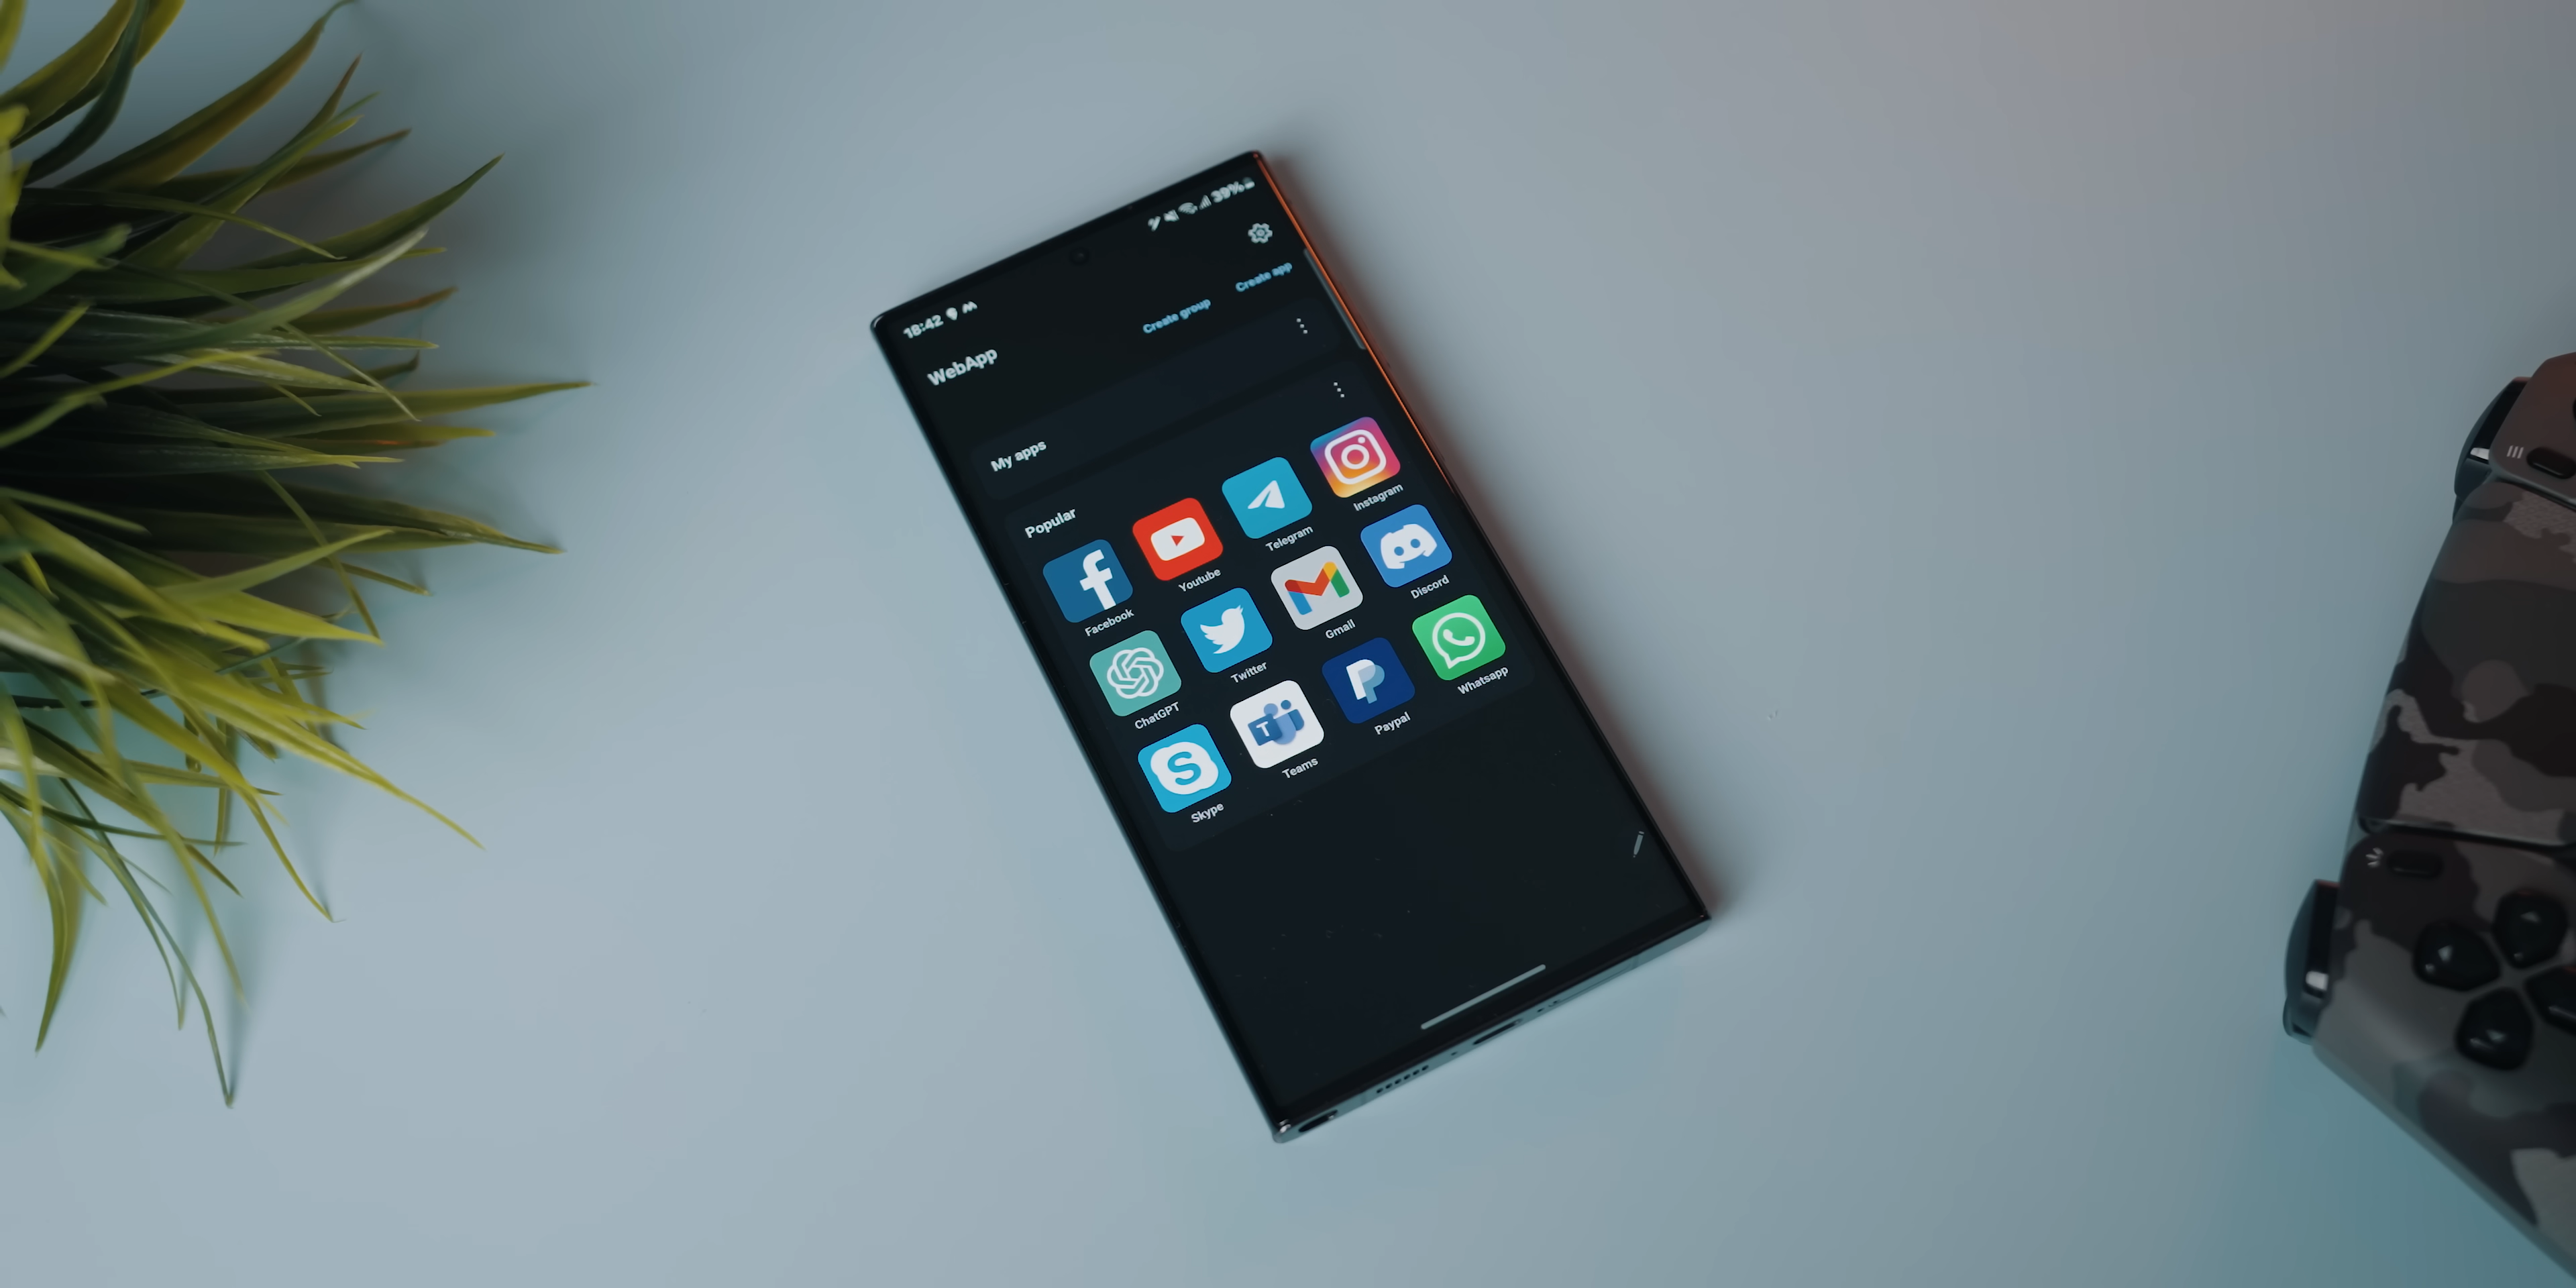 18:42 39%
WebApp
Create group Create app
My apps
Popular
Facebook Youtube Telegram Instagram
ChatGPT Twitter Gmail Discord
Skype Teams Paypal Whatsapp